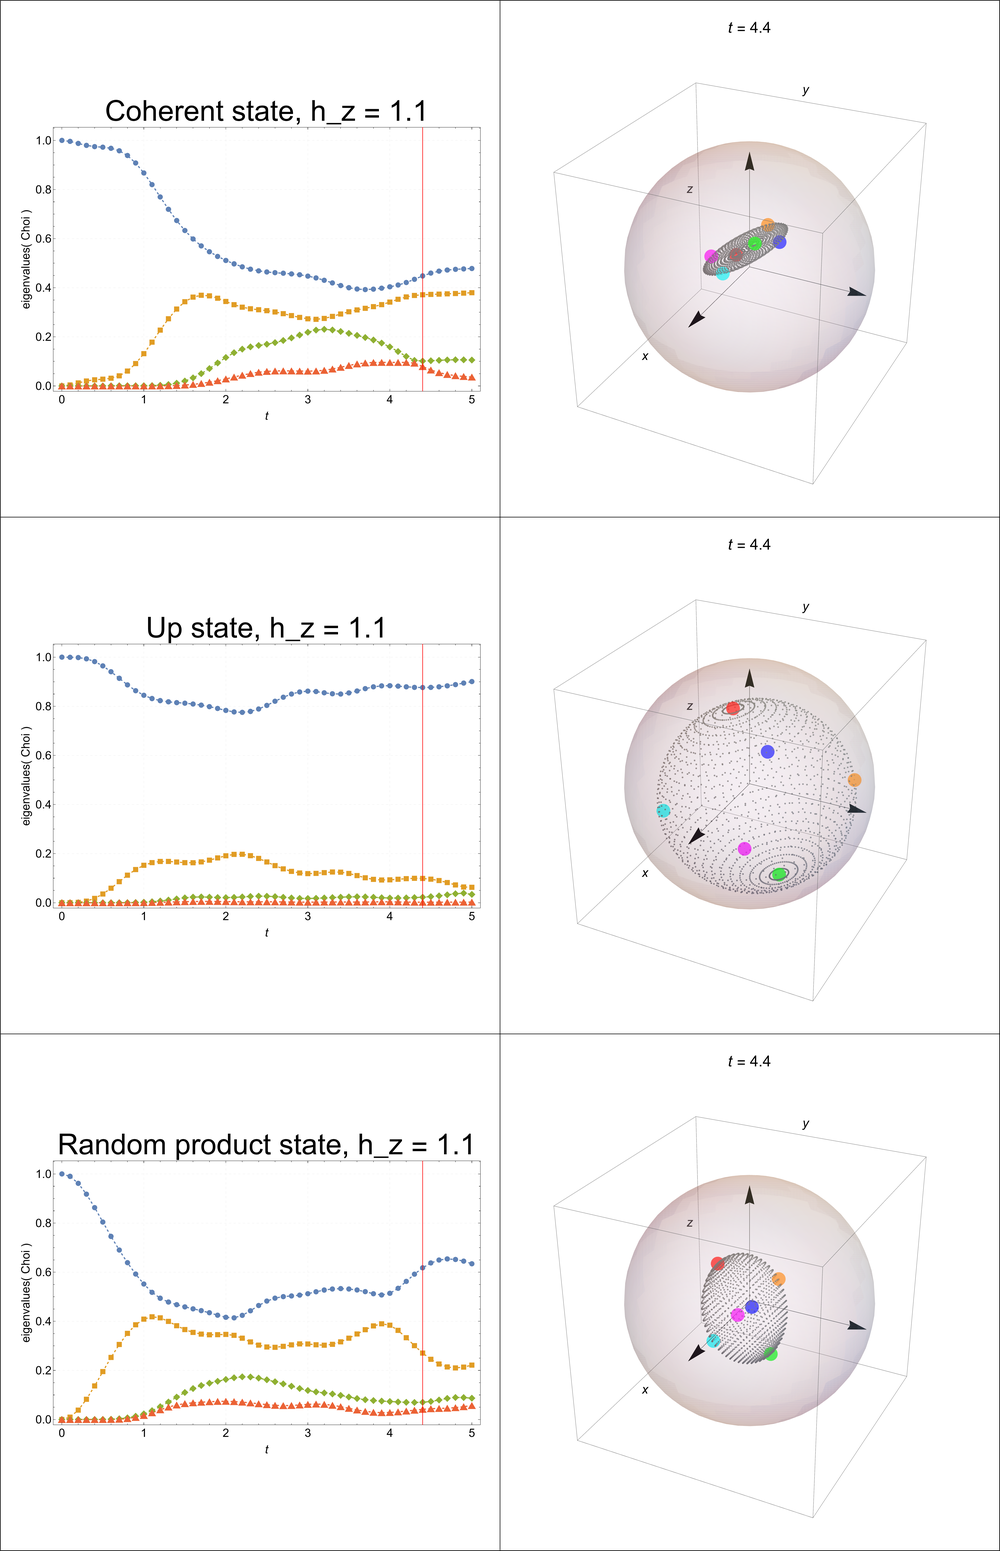 Coherent state, h_z = 1.1
eigenvalues( Choi )
1.0
0.8
0.6
0.4
0.2
0.0
0 1 2 3 4 5
t
t = 4.4
y
z
x
Up state, h_z = 1.1
eigenvalues( Choi )
1.0
0.8
0.6
0.4
0.2
0.0
0 1 2 3 4 5
t
t = 4.4
y
z
x
Random product state, h_z = 1.1
eigenvalues( Choi )
1.0
0.8
0.6
0.4
0.2
0.0
0 1 2 3 4 5
t
t = 4.4
y
z
x